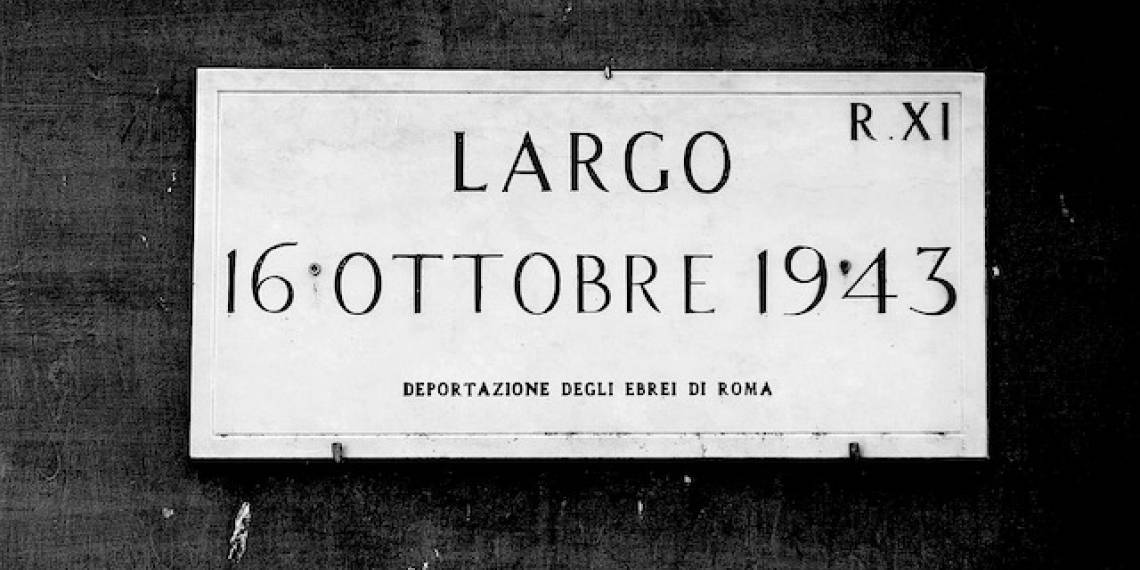 R.XI
LARGO
16 OTTOBRE 1943
DEPORTAZIONE DEGLI EBREI DI ROMA